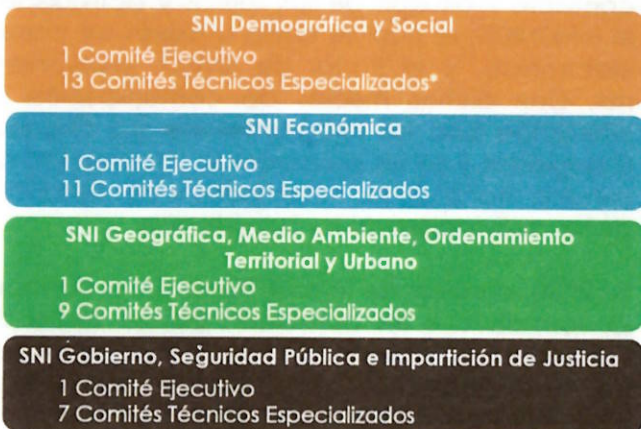 SNI Demográfica y Social
1 Comité Ejecutivo
13 Comités Técnicos Especializados*
SNI Económica
1 Comité Ejecutivo
11 Comités Técnicos Especializados
SNI Geográfica, Medio Ambiente, Ordenamiento
Territorial y Urbano
1 Comité Ejecutivo
9 Comités Técnicos Especializados
SNI Gobierno, Seguridad Pública e Impartición de Justicia
1 Comité Ejecutivo
7 Comités Técnicos Especializados